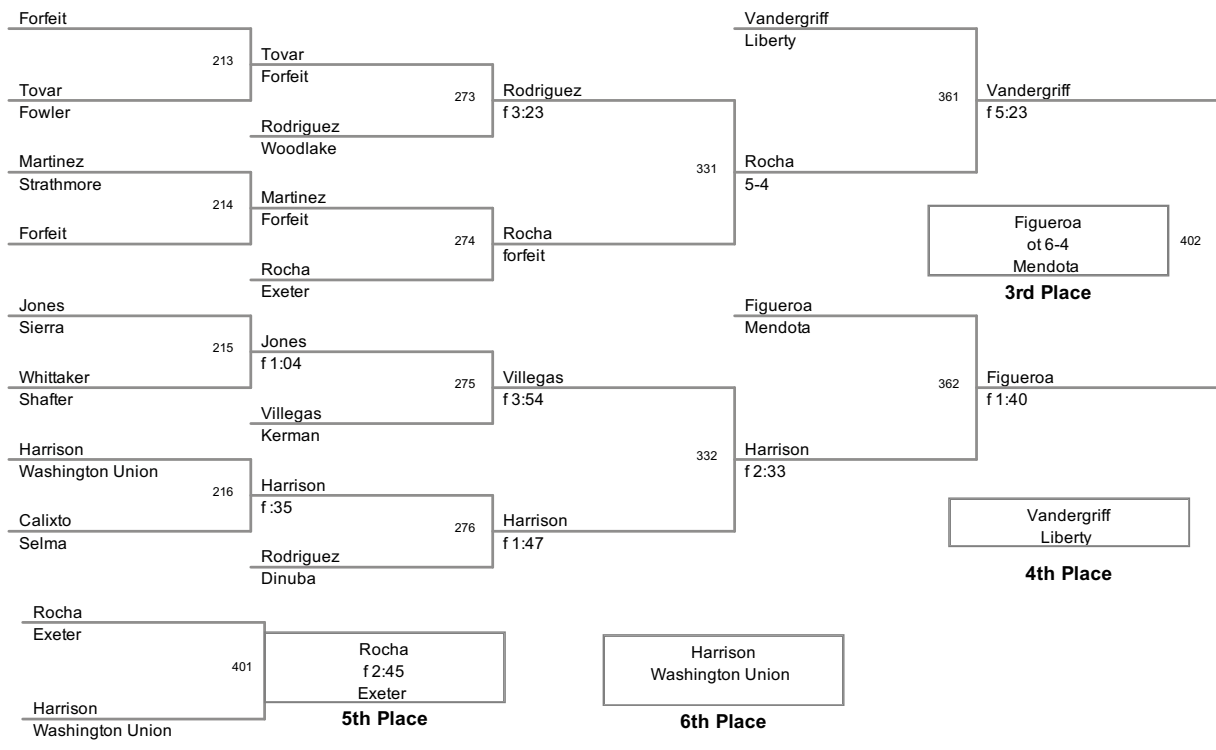 Forfeit
213
Tovar
Fowler
Martinez
Strathmore
214
Forfeit
Jones
Sierra
215
Whittaker
Shafter
Harrison
Washington Union
216
Calixto
Selma
Tovar
Forfeit
273
Rodriguez
Woodlake
Martinez
Forfeit
274
Rocha
Exeter
Jones
f 1:04
275
Villegas
Kerman
Harrison
f :35
276
Rodriguez
Dinuba
Rodriguez
f 3:23
331
Rocha
forfeit
Villegas
f 3:54
332
Harrison
f 1:47
Vandergriff
Liberty
361
Rocha
5-4
Figueroa
Mendota
362
Harrison
f 2:33
Vandergriff
f 5:23
Figueroa
ot 6-4
Mendota
402
3rd Place
Figueroa
f 1:40
Vandergriff
Liberty
4th Place
Rocha
Exeter
401
Harrison
Washington Union
Rocha
f 2:45
Exeter
5th Place
Harrison
Washington Union
6th Place